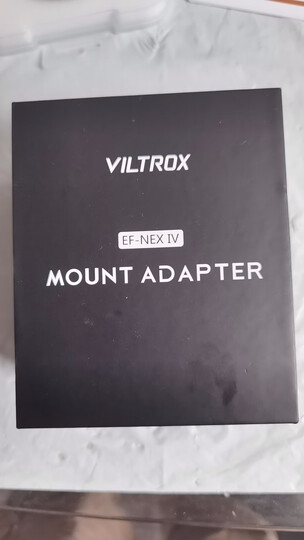 VILTROX
EF-NEX IV
MOUNT ADAPTER